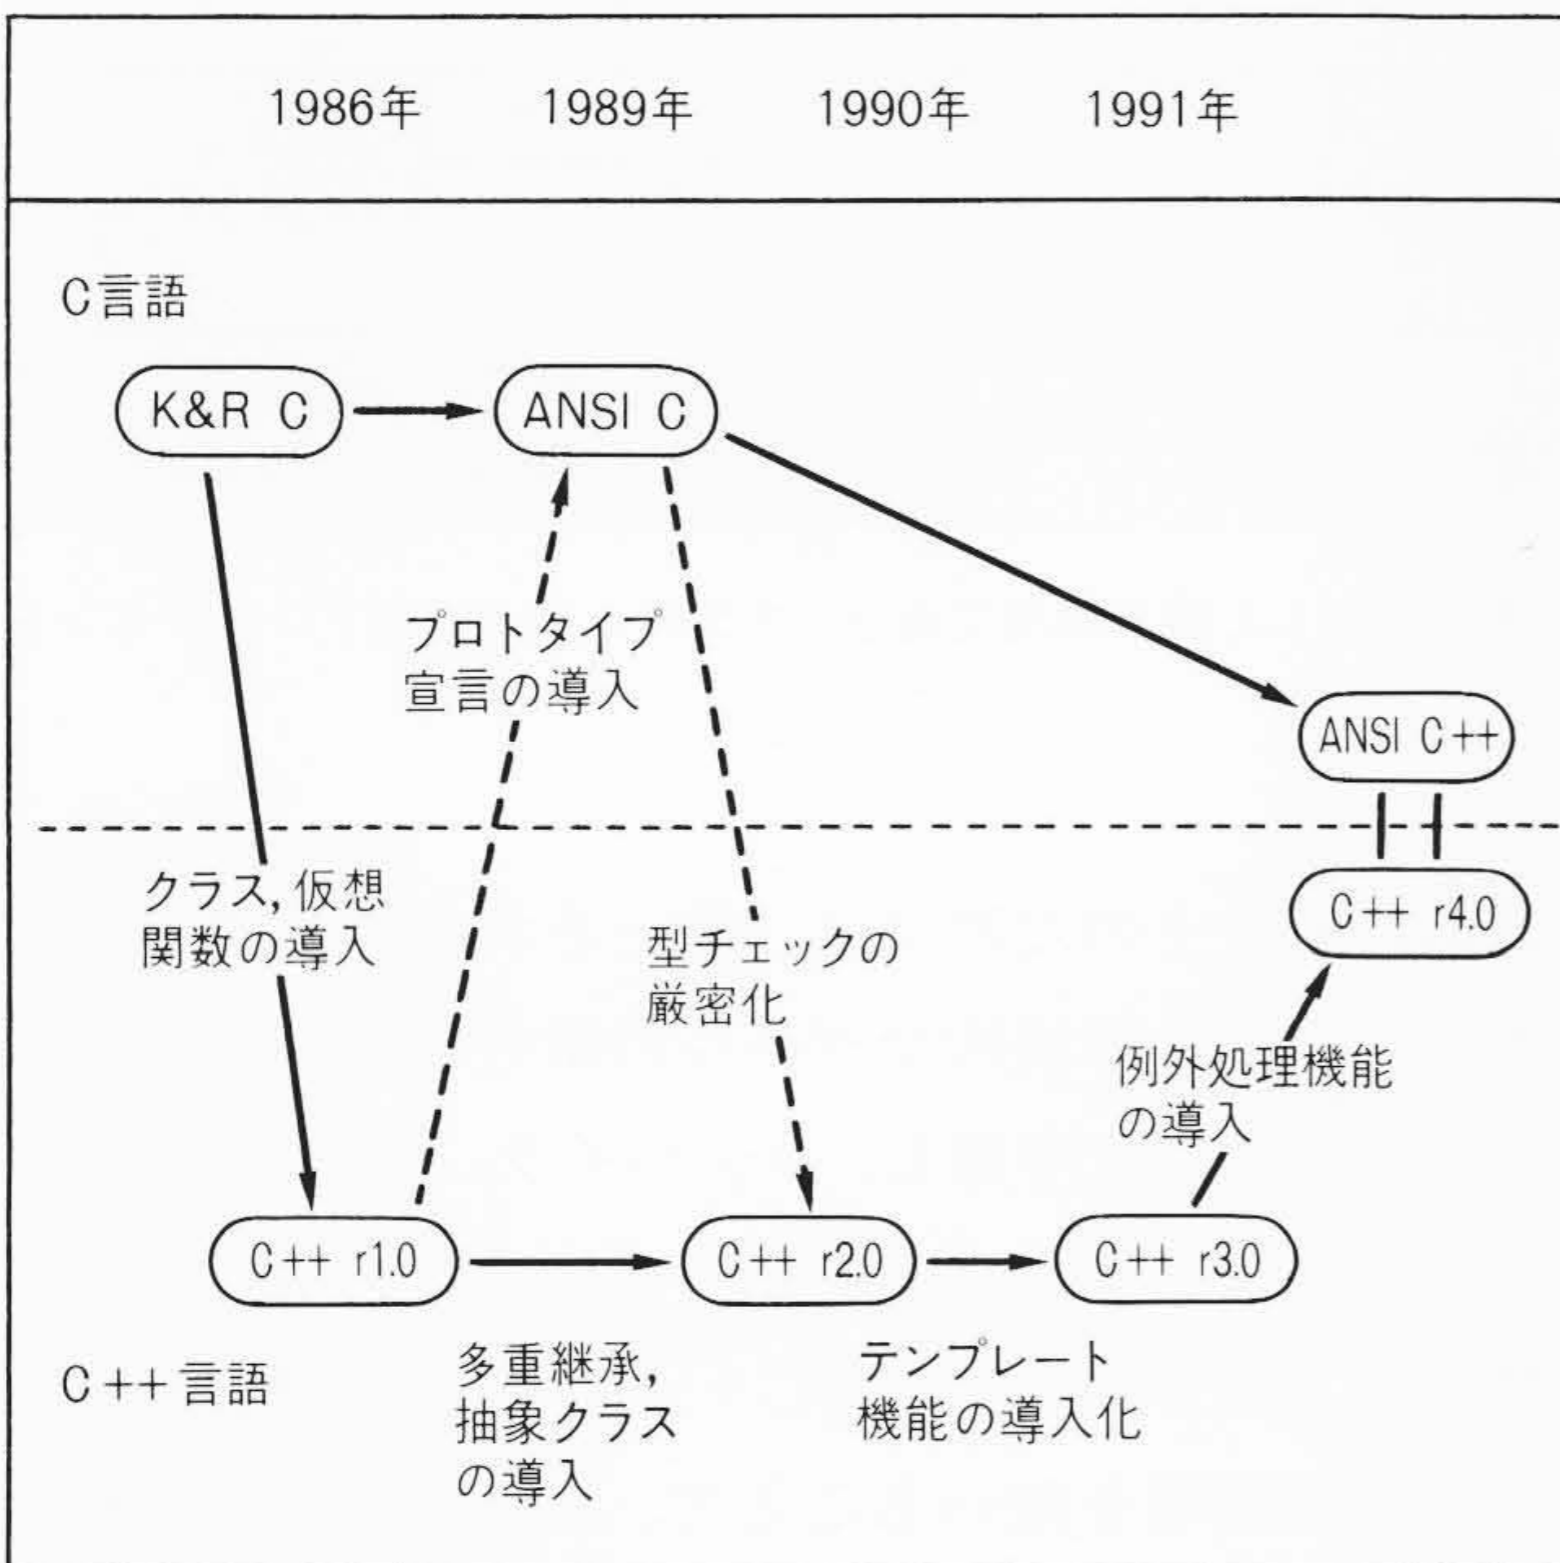 1986年 1989年 1990年 1991年
C言語
K&R C
ANSI C
プロトタイプ
宣言の導入
ANSI C++
クラス,仮想
関数の導入
型チェックの
厳密化
C++ r4.0
例外処理機能
の導入
C++ r1.0
C++ r2.0
C++ r3.0
C++言語
多重継承,
抽象クラス
の導入
テンプレート
機能の導入化